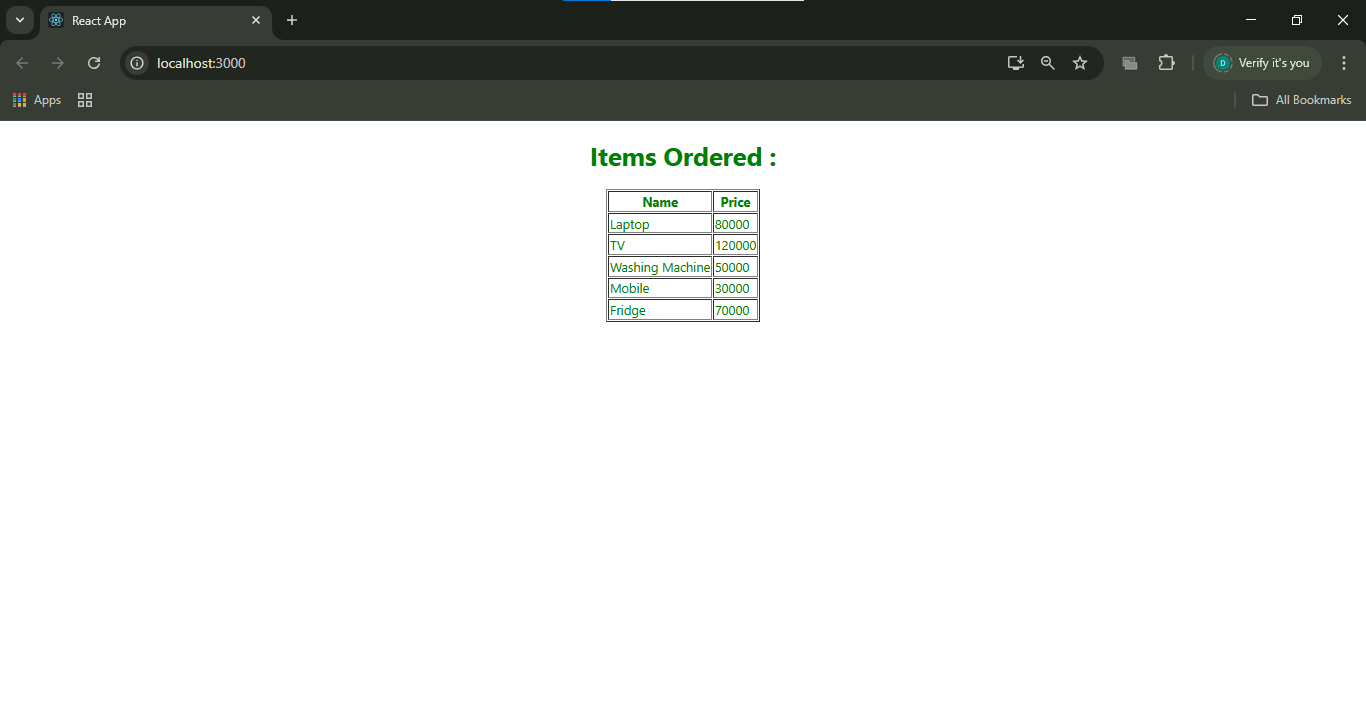 React App
localhost:3000
D Verify it's you
Apps
All Bookmarks
Items Ordered :
Name Price
Laptop 80000
TV 120000
Washing Machine 50000
Mobile 30000
Fridge 70000